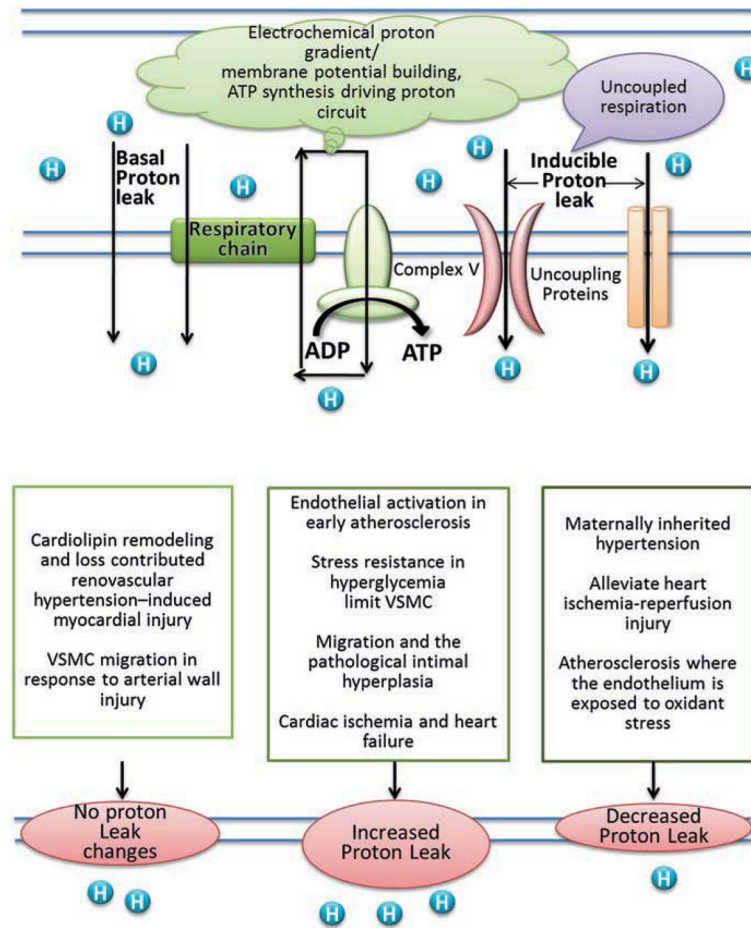 Electrochemical proton
gradient/
membrane potential building,
ATP synthesis driving proton
circuit
Uncoupled
respiration
H
H
H
H
H
H
H
Basal
Proton
leak
Inducible
Proton
leak
Respiratory
chain
Complex V
Uncoupling
Proteins
ADP
ATP
H
H
H
H
Cardiolipin remodeling
and loss contributed
renovascular
hypertension–induced
myocardial injury
VSMC migration in
response to arterial wall
injury
Endothelial activation in
early atherosclerosis
Stress resistance in
hyperglycemia
limit VSMC
Migration and the
pathological intimal
hyperplasia
Cardiac ischemia and heart
failure
Maternally inherited
hypertension
Alleviate heart
ischemia-reperfusion
injury
Atherosclerosis where
the endothelium is
exposed to oxidant
stress
No proton
Leak
changes
Increased
Proton Leak
Decreased
Proton Leak
H
H
H
H
H
H